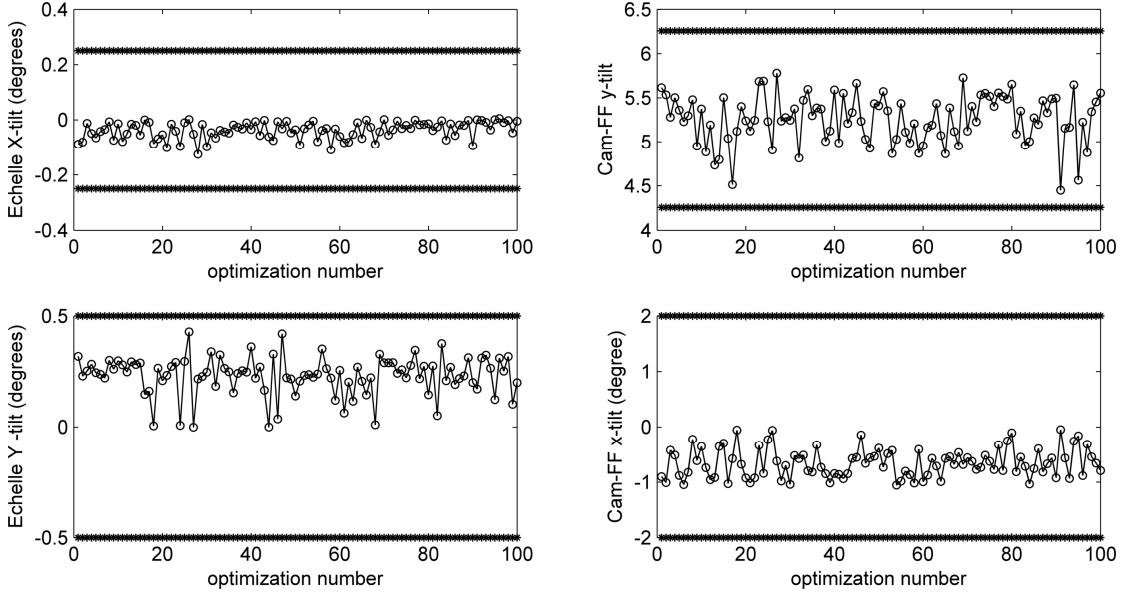 0.4
0.2
0
-0.2
-0.4
Echelle X-tilt (degrees)
0 20 40 60 80 100
optimization number
6.5
6
5.5
5
4.5
4
Cam-FF y-tilt
0 20 40 60 80 100
optimization number
0.5
0
-0.5
Echelle Y -tilt (degrees)
0 20 40 60 80 100
optimization number
2
1
0
-1
-2
Cam-FF x-tilt (degree)
0 20 40 60 80 100
optimization number